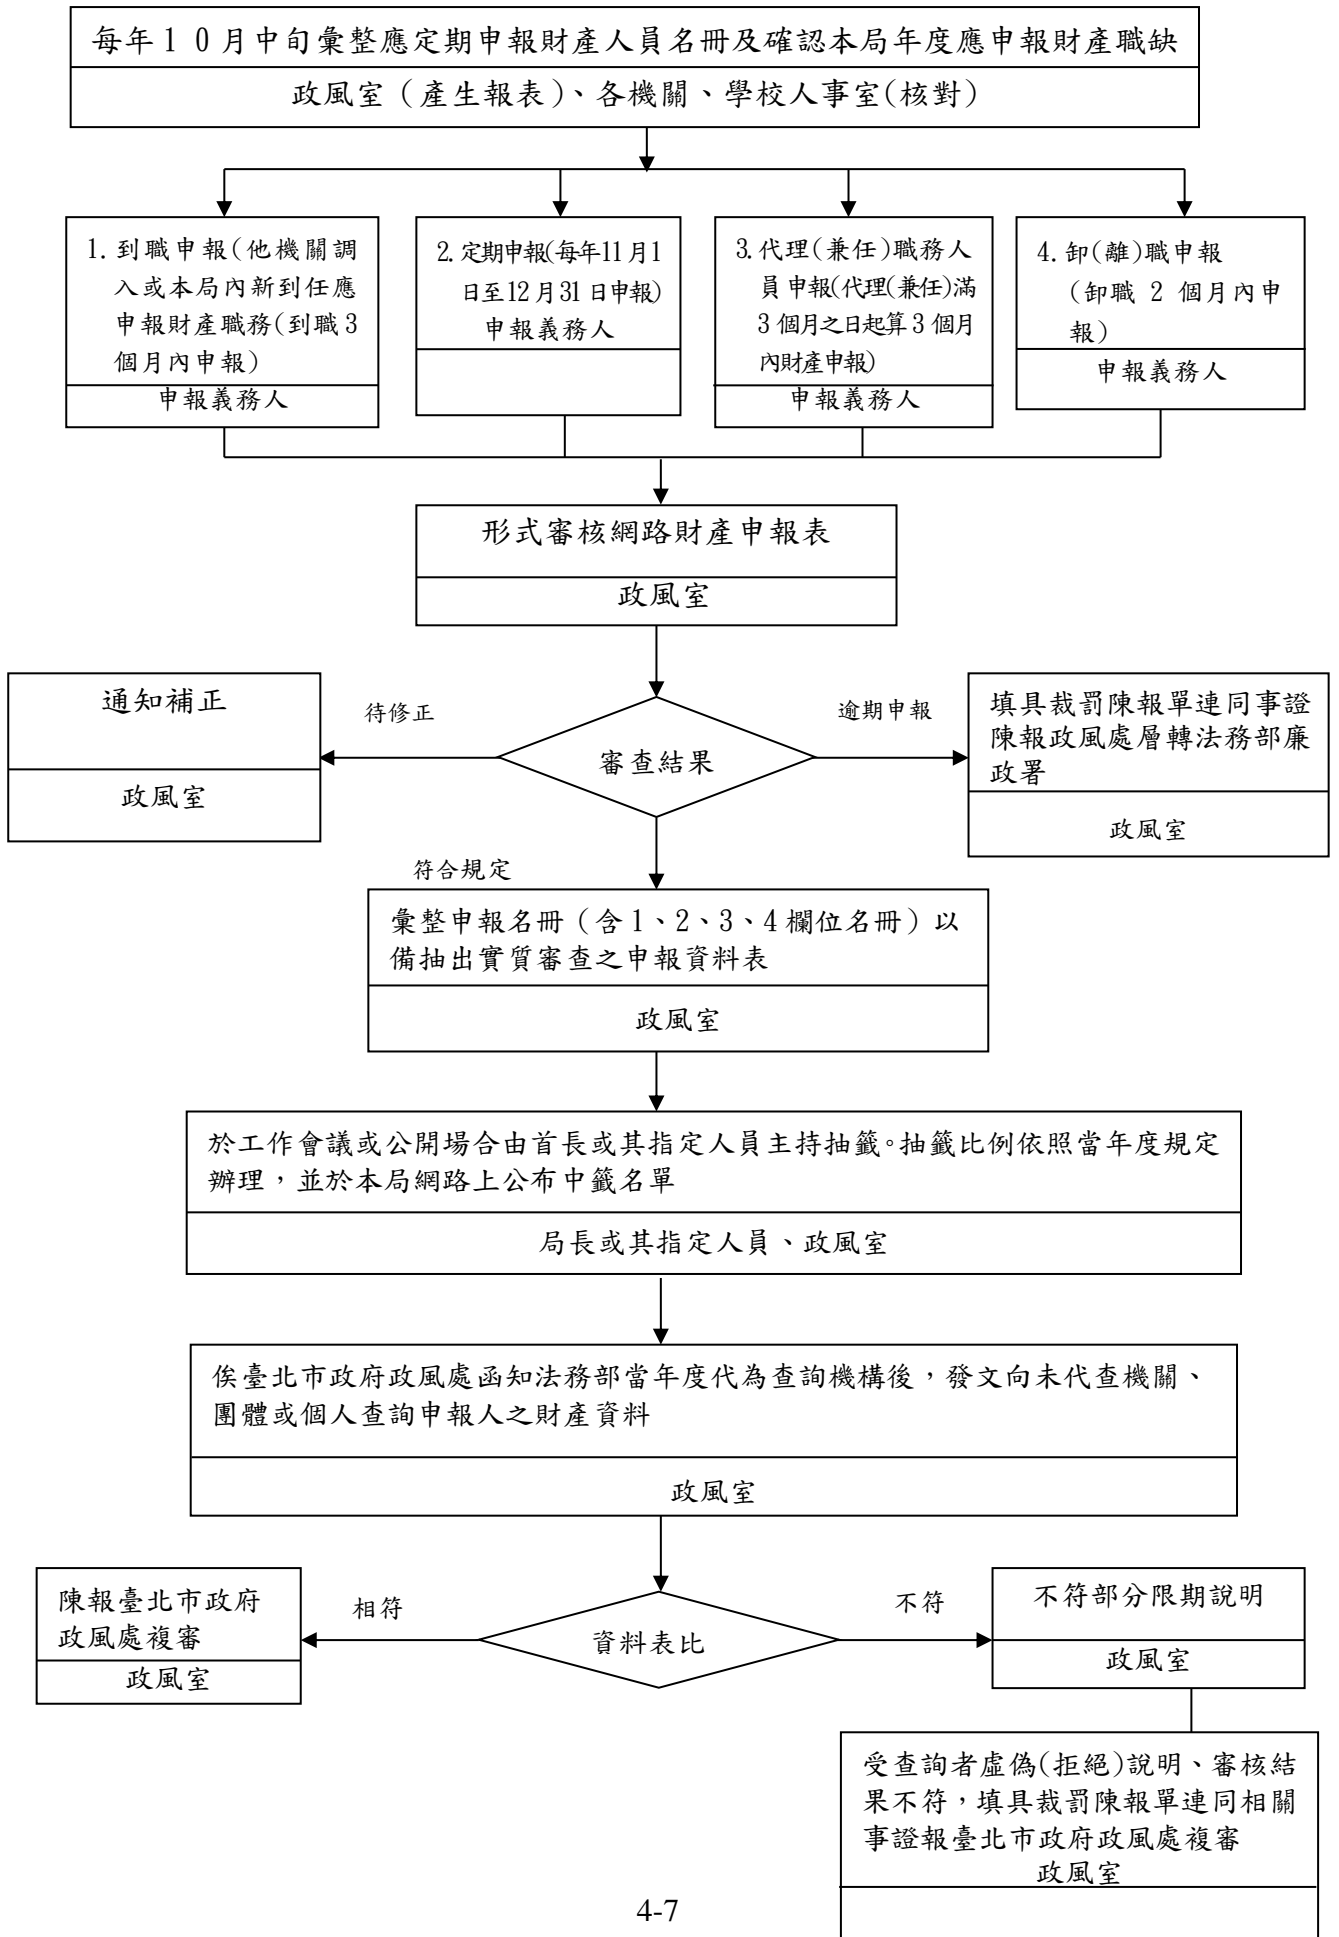 每年10月中旬彙整應定期申報財產人員名冊及確認本局年度應申報財產職缺
政風室（產生報表）、各機關、學校人事室(核對)
1.到職申報(他機關調
入或本局內新到任應
申報財產職務(到職3
個月內申報)
申報義務人
2.定期申報(每年11月1
日至12月31日申報)
申報義務人
3.代理(兼任)職務人
員申報(代理(兼任)滿
3個月之日起算3個月
內財產申報)
申報義務人
4.卸(離)職申報
(卸職 2 個月內申
報)
申報義務人
形式審核網路財產申報表
政風室
通知補正
政風室
待修正
審查結果
逾期申報
填具裁罰陳報單連同事證
陳報政風處層轉法務部廉
政署
政風室
符合規定
彙整申報名冊（含1、2、3、4欄位名冊）以
備抽出實質審查之申報資料表
政風室
於工作會議或公開場合由首長或其指定人員主持抽籤。抽籤比例依照當年度規定
辦理，並於本局網路上公布中籤名單
局長或其指定人員、政風室
俟臺北市政府政風處函知法務部當年度代為查詢機構後，發文向未代查機關、
團體或個人查詢申報人之財產資料
政風室
陳報臺北市政府
政風處複審
政風室
相符
資料表比
不符
不符部分限期說明
政風室
受查詢者虛偽(拒絕)說明、審核結
果不符，填具裁罰陳報單連同相關
事證報臺北市政府政風處複審
政風室
4-7